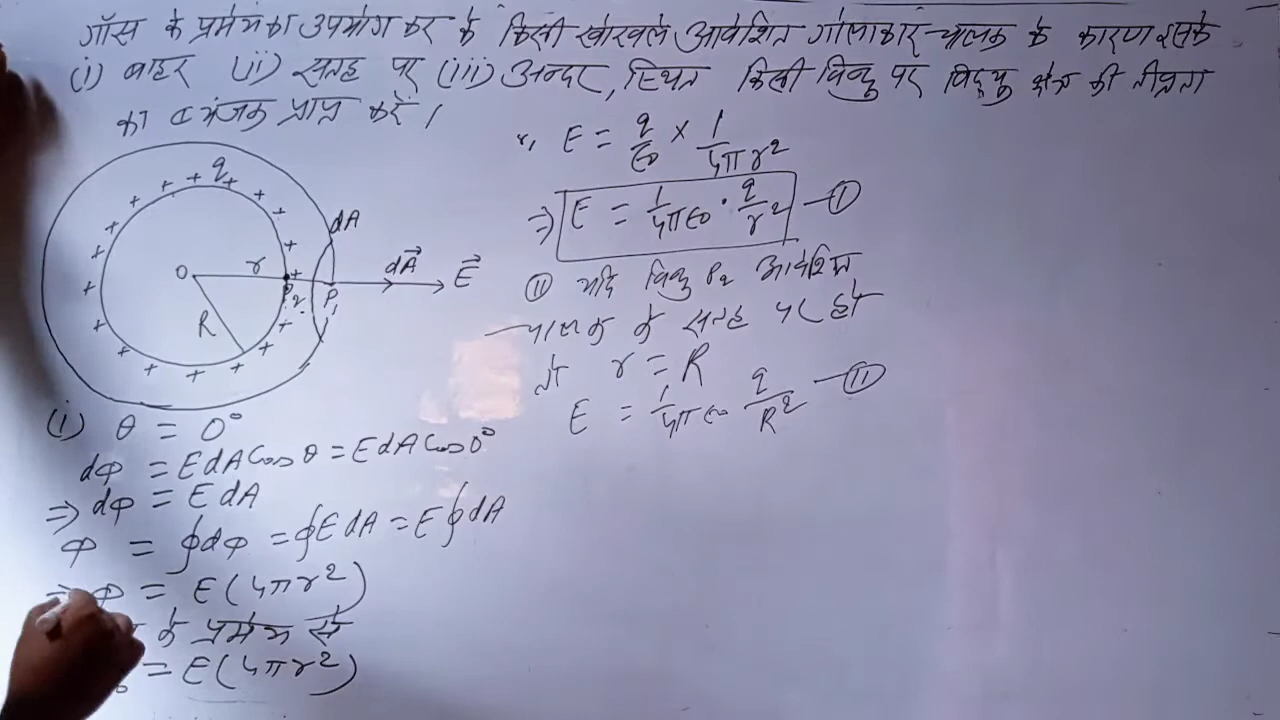 गॉस के प्रमेय का उपयोग कर के किसी खोखले आवेशित गोलाकार चालक के कारण इसके
(i) बाहर (ii) सतह पर (iii) अन्दर, स्थित किसी बिन्दु पर विद्युत क्षेत्र की तीव्रता
का व्यंजक प्राप्त करें।
q
+ + + + + + + + + + + + + + + + + + +
dA
O r P₂ P₁ dA⃗ E⃗
R
(i) θ = 0°
dφ = E dA Cos θ = E dA Cos 0°
⇒ dφ = E dA
φ = ∮dφ = ∮E dA = E∮dA
⇒ φ = E(4πr²)
के प्रमेय से
= E(4πr²)
E = q/ε₀ × 1/4πr²
⇒ E = 1/4πε₀ · q/r² —(I)
(II) यदि बिन्दु P₂ आवेशित
चालक के सतह पर हो
तो r = R
E = 1/4πε₀ q/R² —(II)